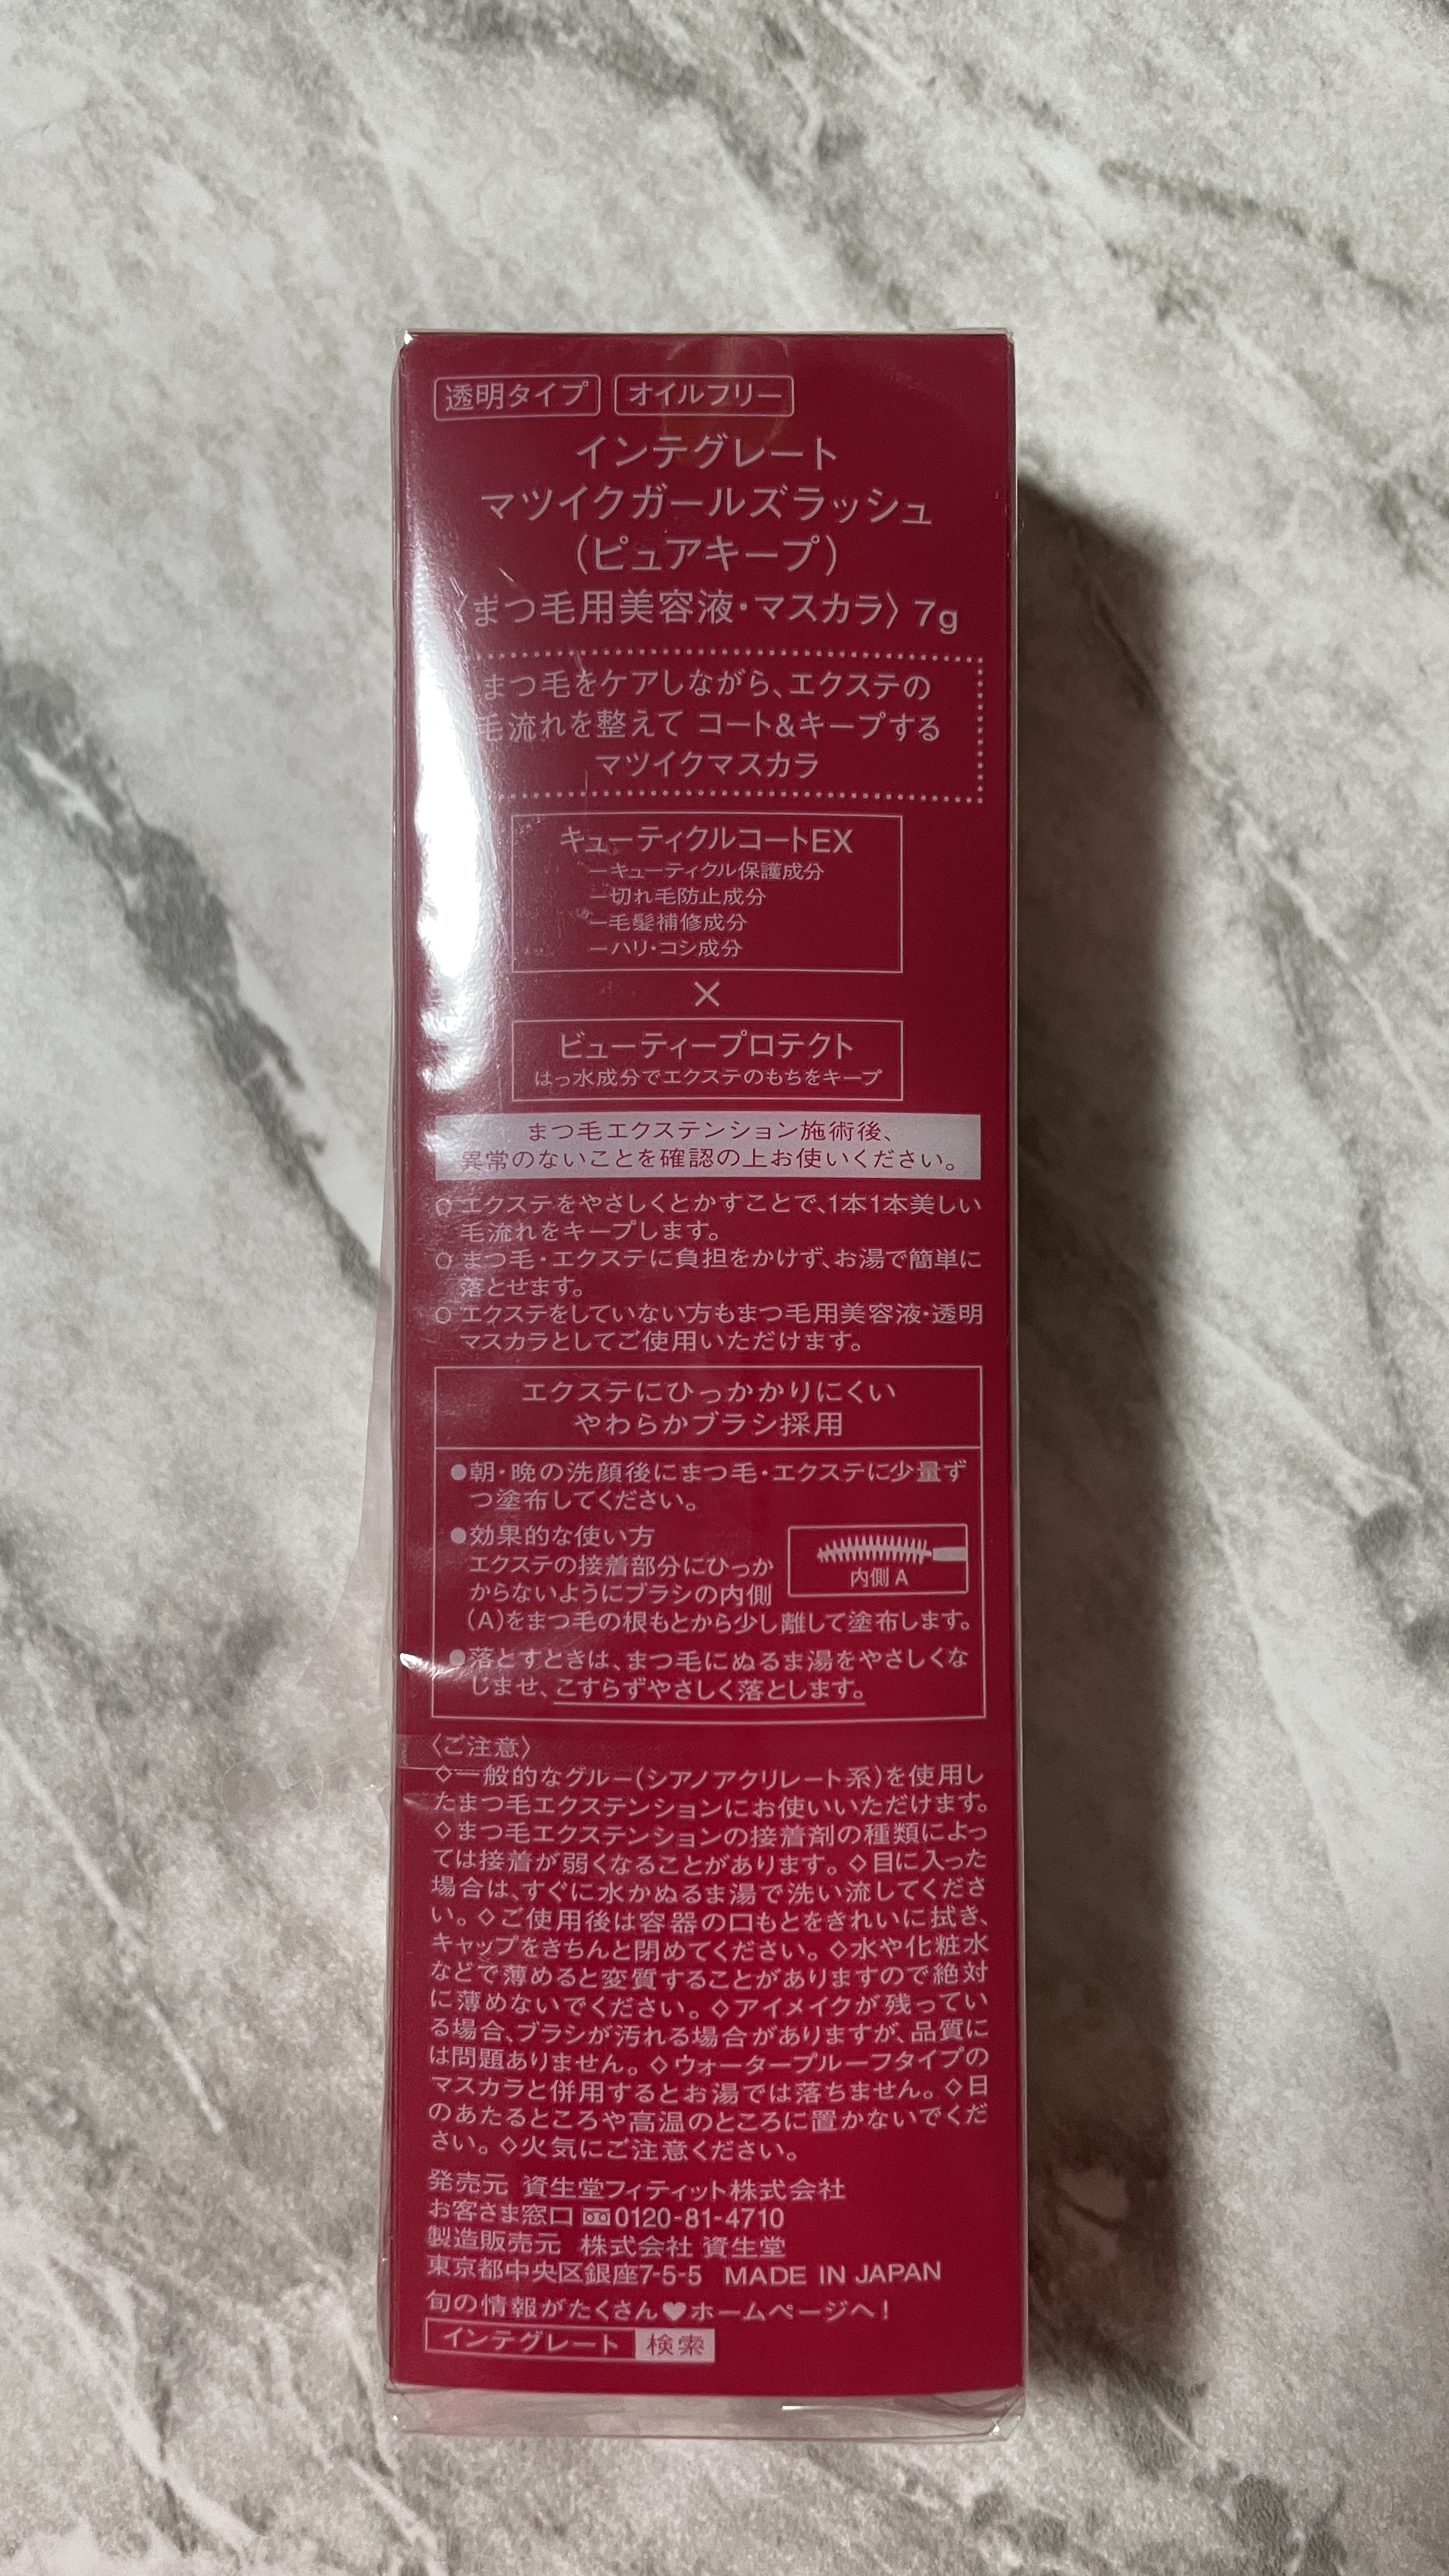 透明タイプ オイルフリー
インテグレート
マツイクガールズラッシュ
(ピュアキープ)
〈まつ毛用美容液・マスカラ〉7g
まつ毛をケアしながら、エクステの
毛流れを整えて コート&キープする
マツイクマスカラ
キューティクルコートEX
―キューティクル保護成分
―切れ毛防止成分
―毛髪補修成分
―ハリ・コシ成分
×
ビューティープロテクト
はっ水成分でエクステのもちをキープ
まつ毛エクステンション施術後、
異常のないことを確認の上お使いください。
○エクステをやさしくとかすことで、1本1本美しい
毛流れをキープします。
○まつ毛・エクステに負担をかけず、お湯で簡単に
落とせます。
○エクステをしていない方もまつ毛用美容液・透明
マスカラとしてご使用いただけます。
エクステにひっかかりにくい
やわらかブラシ採用
●朝・晩の洗顔後にまつ毛・エクステに少量ず
つ塗布してください。
●効果的な使い方
エクステの接着部分にひっか
からないようにブラシの内側
(A)をまつ毛の根もとから少し離して塗布します。
内側 A
●落とすときは、まつ毛にぬるま湯をやさしくな
じませ、こすらずやさしく落とします。
〈ご注意〉
◇一般的なグルー(シアノアクリレート系)を使用し
たまつ毛エクステンションにお使いいただけます。
◇まつ毛エクステンションの接着剤の種類によっ
ては接着が弱くなることがあります。◇目に入った
場合は、すぐに水かぬるま湯で洗い流してくださ
い。◇ご使用後は容器の口もとをきれいに拭き、
キャップをきちんと閉めてください。◇水や化粧水
などで薄めると変質することがありますので絶対
に薄めないでください。◇アイメイクが残ってい
る場合、ブラシが汚れる場合がありますが、品質に
は問題ありません。◇ウォータープルーフタイプの
マスカラと併用するとお湯では落ちません。◇日
のあたるところや高温のところに置かないでくだ
さい。◇火気にご注意ください。
発売元 資生堂フィティット株式会社
お客さま窓口 0120-81-4710
製造販売元 株式会社 資生堂
東京都中央区銀座7-5-5 MADE IN JAPAN
旬の情報がたくさん♥ホームページへ!
インテグレート 検索